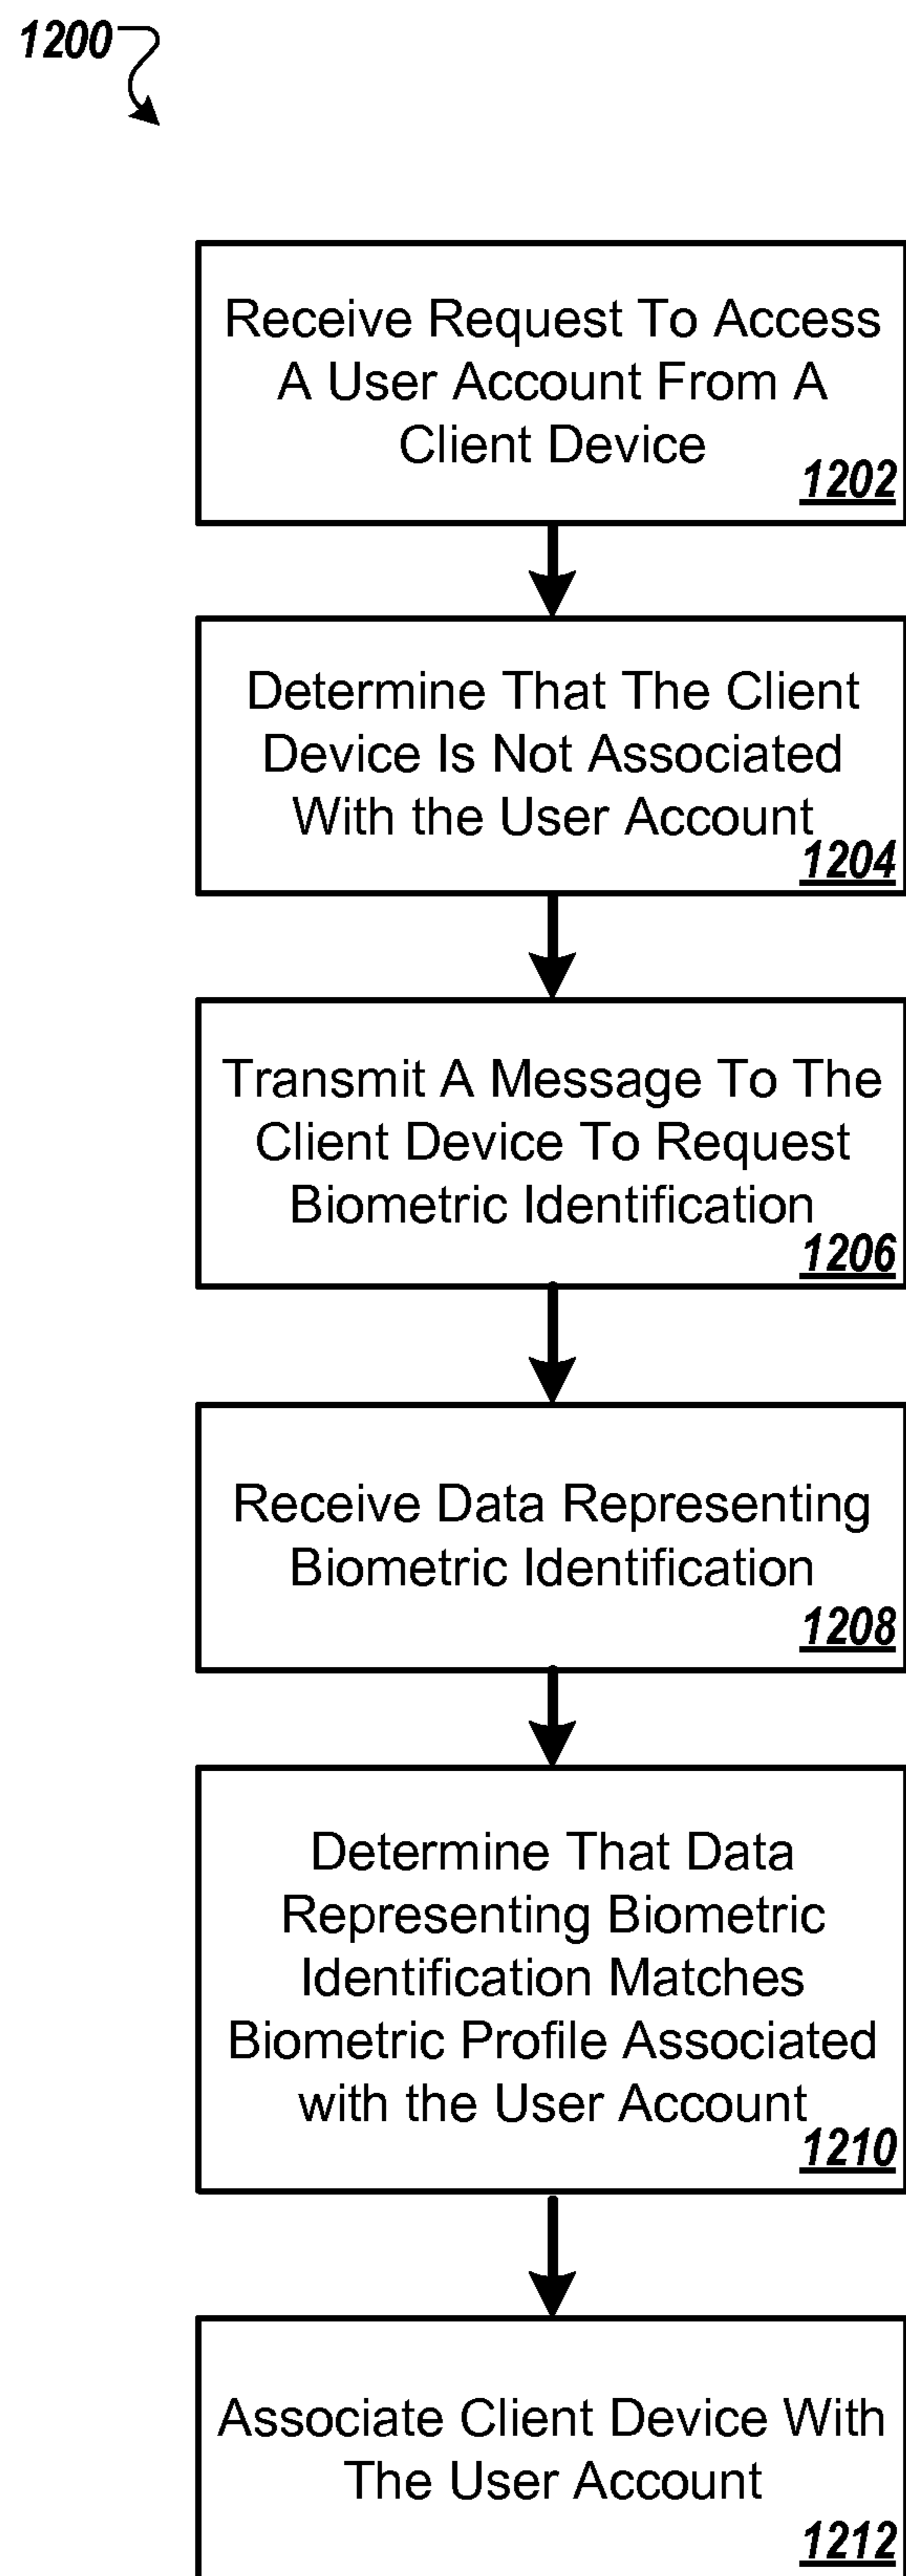 1200
Receive Request To Access
A User Account From A
Client Device
1202
Determine That The Client
Device Is Not Associated
With the User Account
1204
Transmit A Message To The
Client Device To Request
Biometric Identification
1206
Receive Data Representing
Biometric Identification
1208
Determine That Data
Representing Biometric
Identification Matches
Biometric Profile Associated
with the User Account
1210
Associate Client Device With
The User Account
1212